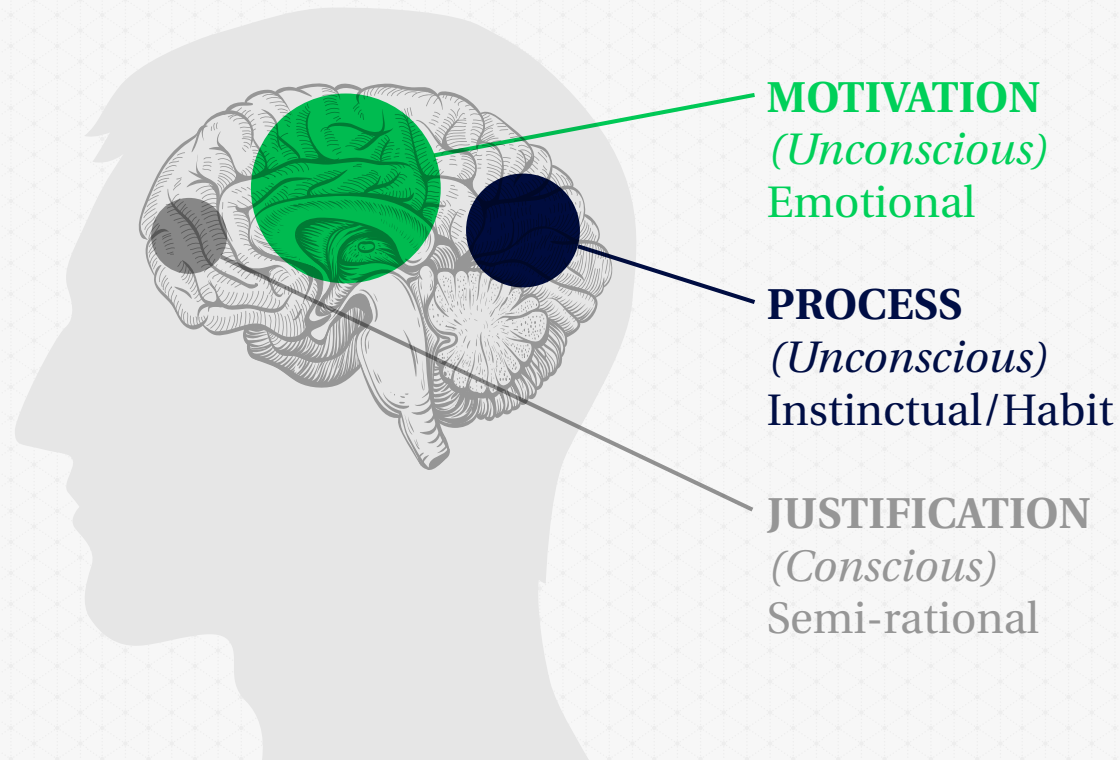 MOTIVATION
(Unconscious)
Emotional
PROCESS
(Unconscious)
Instinctual/Habit
JUSTIFICATION
(Conscious)
Semi-rational